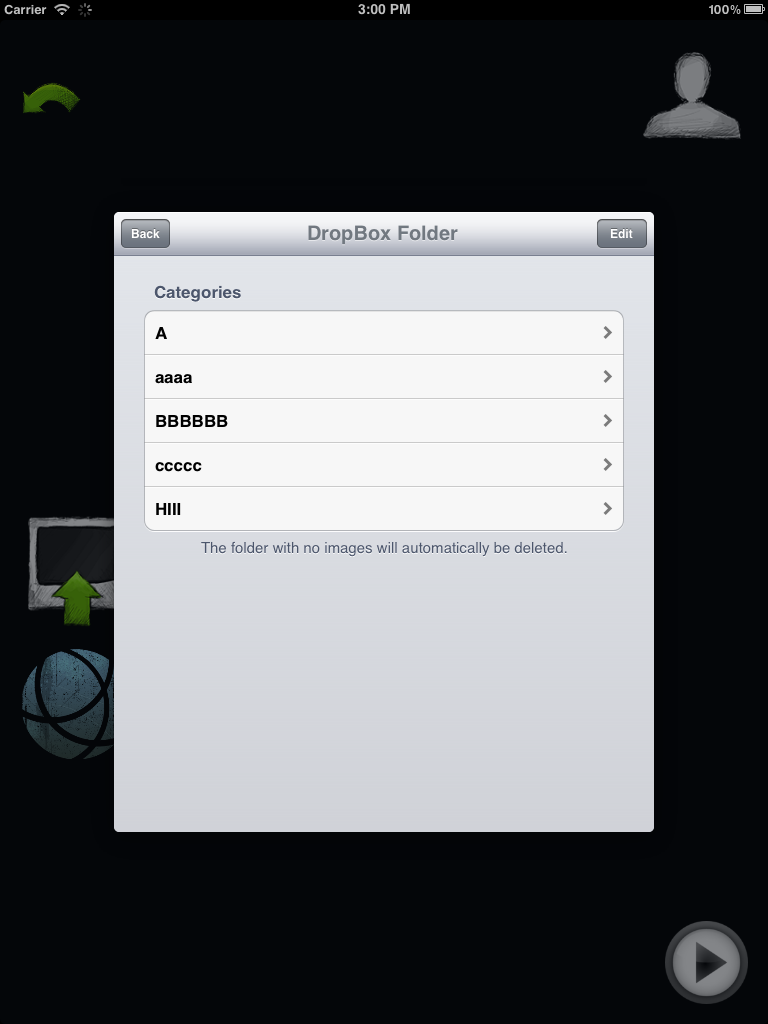 Carrier 3:00 PM 100%
Back DropBox Folder Edit
Categories
A
aaaa
BBBBBB
ccccc
HIll
The folder with no images will automatically be deleted.